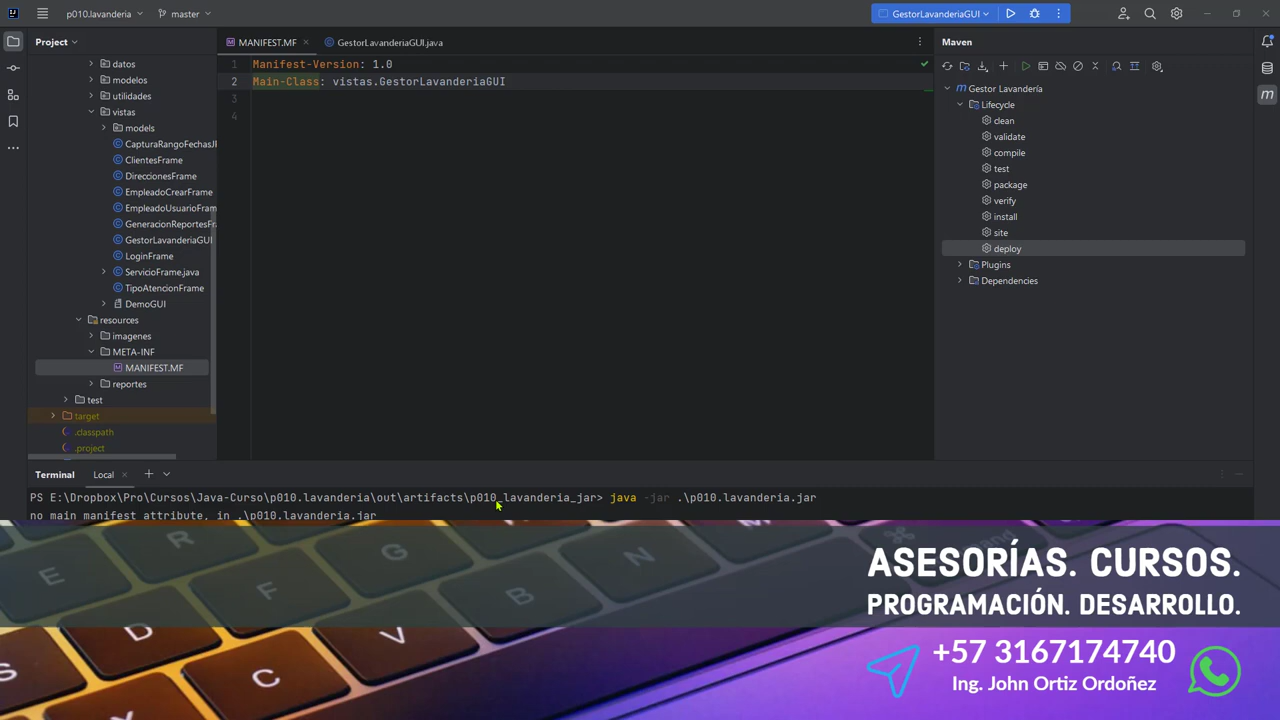 p010.lavanderia
master
GestorLavanderiaGUI
Project
MANIFEST.MF
GestorLavanderiaGUI.java
Maven
datos
modelos
utilidades
vistas
models
CapturaRangoFechasJF
ClientesFrame
DireccionesFrame
EmpleadoCrearFrame
EmpleadoUsuarioFram
GeneracionReportesFra
GestorLavanderiaGUI
LoginFrame
ServicioFrame.java
TipoAtencionFrame
DemoGUI
resources
imagenes
META-INF
MANIFEST.MF
reportes
test
target
.classpath
.project
1 Manifest-Version: 1.0
2 Main-Class: vistas.GestorLavanderiaGUI
3
4
m Gestor Lavandería
m
Lifecycle
clean
validate
compile
test
package
verify
install
site
deploy
Plugins
Dependencies
Terminal
Local
PS E:\Dropbox\Pro\Cursos\Java-Curso\p010.lavanderia\out\artifacts\p010_lavanderia_jar> java -jar .\p010.lavanderia.jar
no main manifest attribute, in .\p010.lavanderia.jar
ASESORÍAS. CURSOS.
PROGRAMACIÓN. DESARROLLO.
+57 3167174740
Ing. John Ortiz Ordoñez